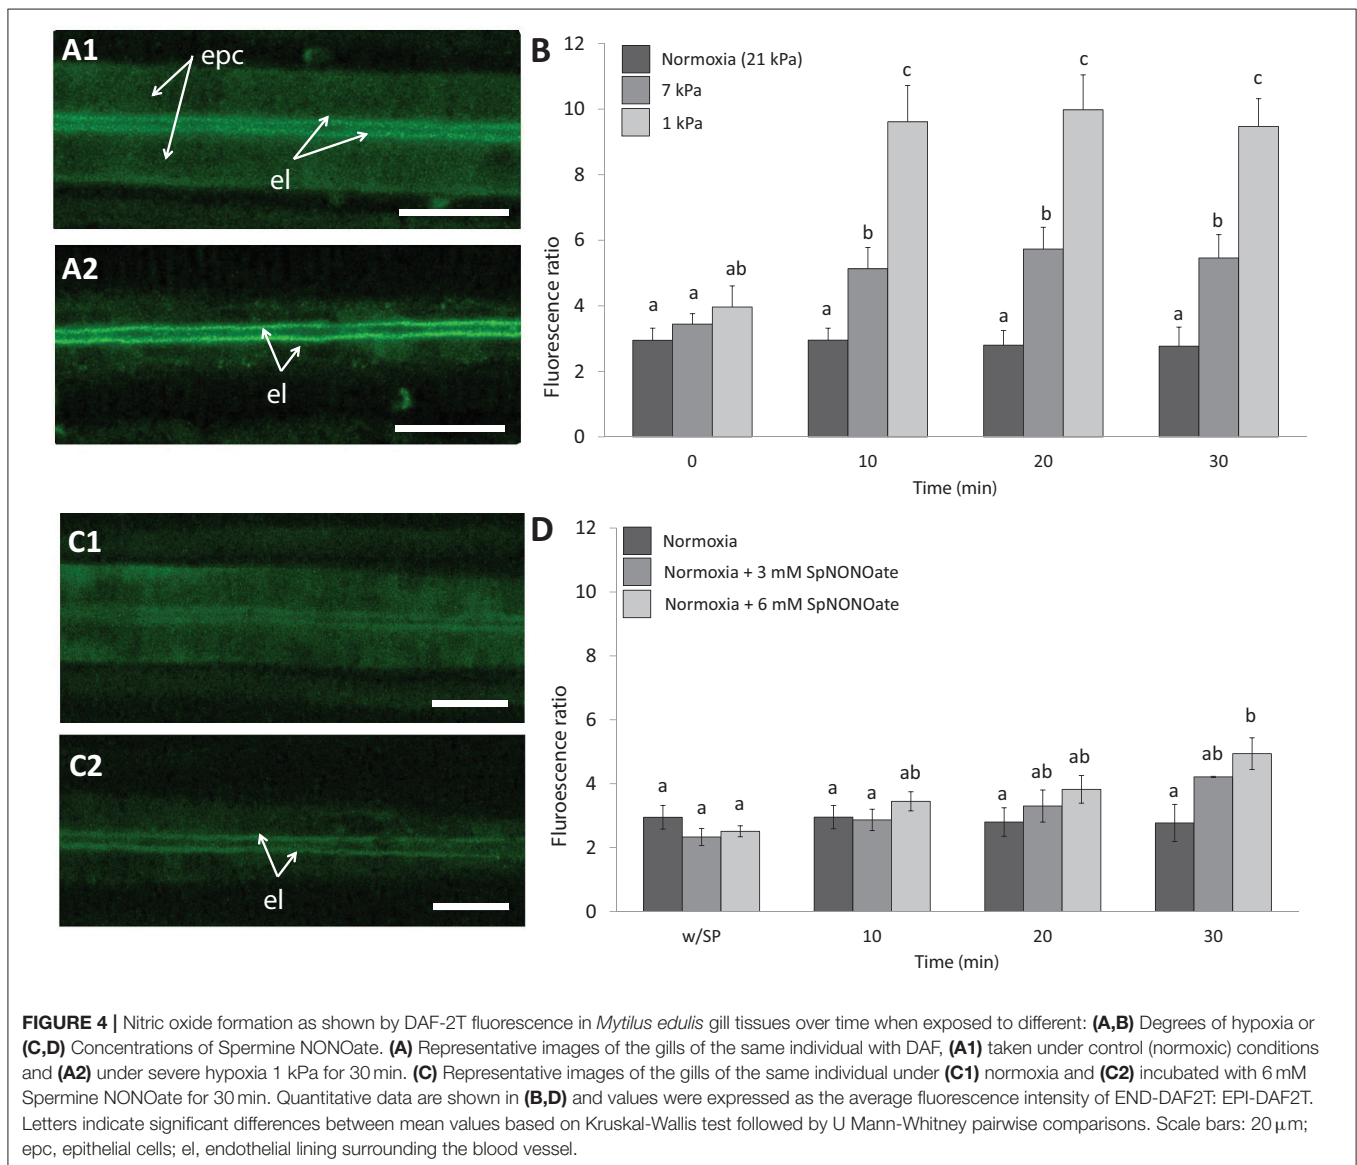 A1
epc
el
A2
el
B
Normoxia (21 kPa)
7 kPa
1 kPa
12
10
8
6
4
2
0
Fluorescence ratio
a a ab
a b c
a b c
a b c
0 10 20 30
Time (min)
C1
C2
el
D
Normoxia
Normoxia + 3 mM SpNONOate
Normoxia + 6 mM SpNONOate
12
10
8
6
4
2
0
Fluroescence ratio
a a a
a a ab
a ab ab
a ab b
w/SP 10 20 30
Time (min)
FIGURE 4 | Nitric oxide formation as shown by DAF-2T fluorescence in Mytilus edulis gill tissues over time when exposed to different: (A,B) Degrees of hypoxia or
(C,D) Concentrations of Spermine NONOate. (A) Representative images of the gills of the same individual with DAF, (A1) taken under control (normoxic) conditions
and (A2) under severe hypoxia 1 kPa for 30 min. (C) Representative images of the gills of the same individual under (C1) normoxia and (C2) incubated with 6 mM
Spermine NONOate for 30 min. Quantitative data are shown in (B,D) and values were expressed as the average fluorescence intensity of END-DAF2T: EPI-DAF2T.
Letters indicate significant differences between mean values based on Kruskal-Wallis test followed by U Mann-Whitney pairwise comparisons. Scale bars: 20 μm;
epc, epithelial cells; el, endothelial lining surrounding the blood vessel.